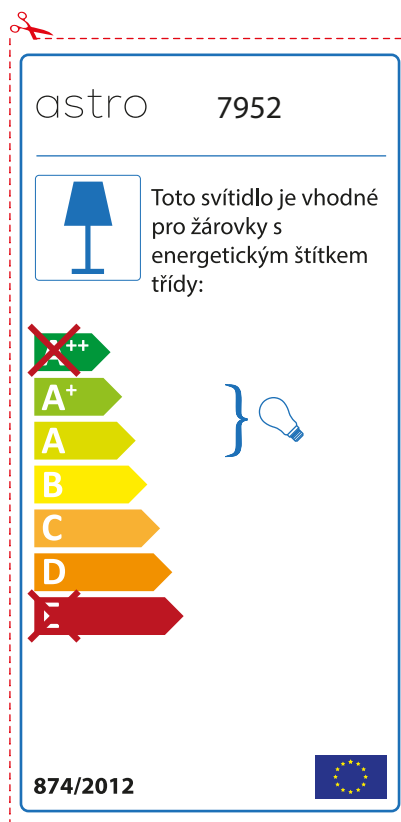 astro 7952
Toto svítidlo je vhodné
pro žárovky s
energetickým štítkem
třídy:
A++
A+
A
B
C
D
E
874/2012